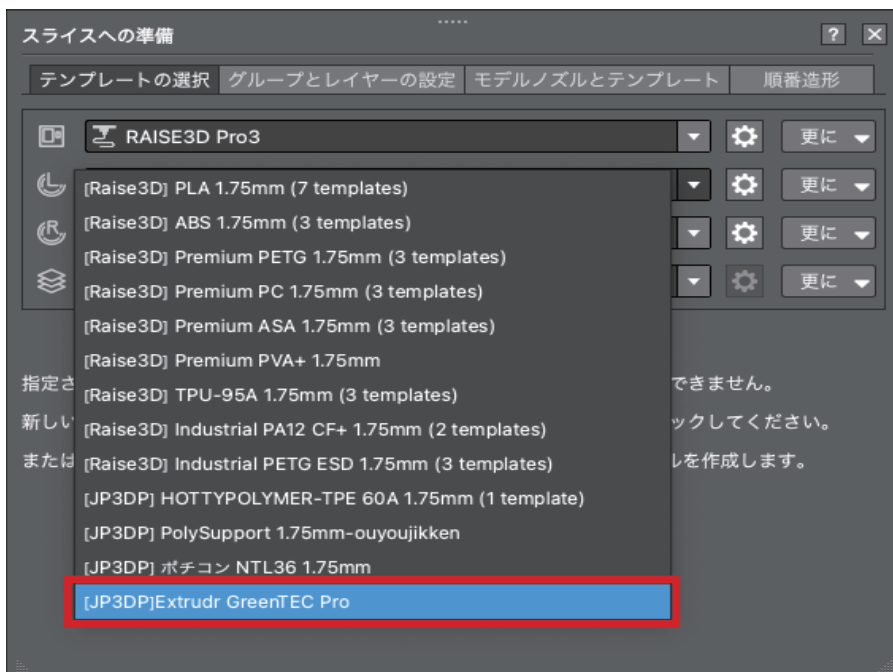 スライスへの準備
?
テンプレートの選択 グループとレイヤーの設定 モデルノズルとテンプレート 順番造形
RAISE3D Pro3 更に
L 更に
R 更に
更に
[Raise3D] PLA 1.75mm (7 templates)
[Raise3D] ABS 1.75mm (3 templates)
[Raise3D] Premium PETG 1.75mm (3 templates)
[Raise3D] Premium PC 1.75mm (3 templates)
[Raise3D] Premium ASA 1.75mm (3 templates)
[Raise3D] Premium PVA+ 1.75mm
[Raise3D] TPU-95A 1.75mm (3 templates)
[Raise3D] Industrial PA12 CF+ 1.75mm (2 templates)
[Raise3D] Industrial PETG ESD 1.75mm (3 templates)
[JP3DP] HOTTYPOLYMER-TPE 60A 1.75mm (1 template)
[JP3DP] PolySupport 1.75mm-ouyoujikken
[JP3DP] ポチコン NTL36 1.75mm
[JP3DP]Extrudr GreenTEC Pro
指定さ できません。
新しい ックしてください。
または ルを作成します。